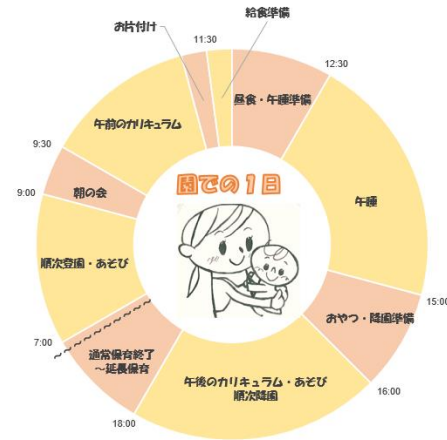 給食準備
お片付け
11:30
12:30
昼食・午睡準備
午前のカリキュラム
9:30
朝の会
9:00
園での1日
午睡
順次登園・あそび
15:00
おやつ・降園準備
7:00
通常保育終了
～延長保育
午後のカリキュラム・あそび
順次降園
16:00
18:00